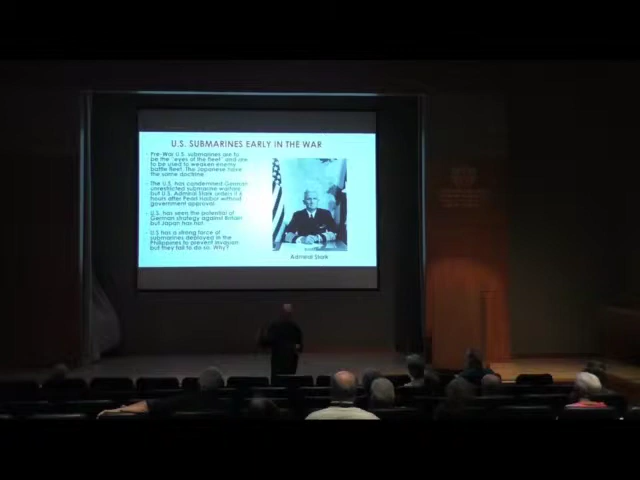 U.S. SUBMARINES EARLY IN THE WAR
Pre-War U.S. submarines are to
be the "eyes of the fleet" and are
to be used to weaken enemy
battle fleet. The Japanese have
the same doctrine.
The U.S. has condemned German
unrestricted submarine warfare
but U.S. Admiral Stark orders it
hours after Pearl Harbor without
government approval.
U.S. has seen the potential of
German strategy against Britain
but Japan has not.
U.S has a strong force of
submarines deployed in the
Philippines to prevent invasion
but they fail to do so. Why?
Admiral Stark